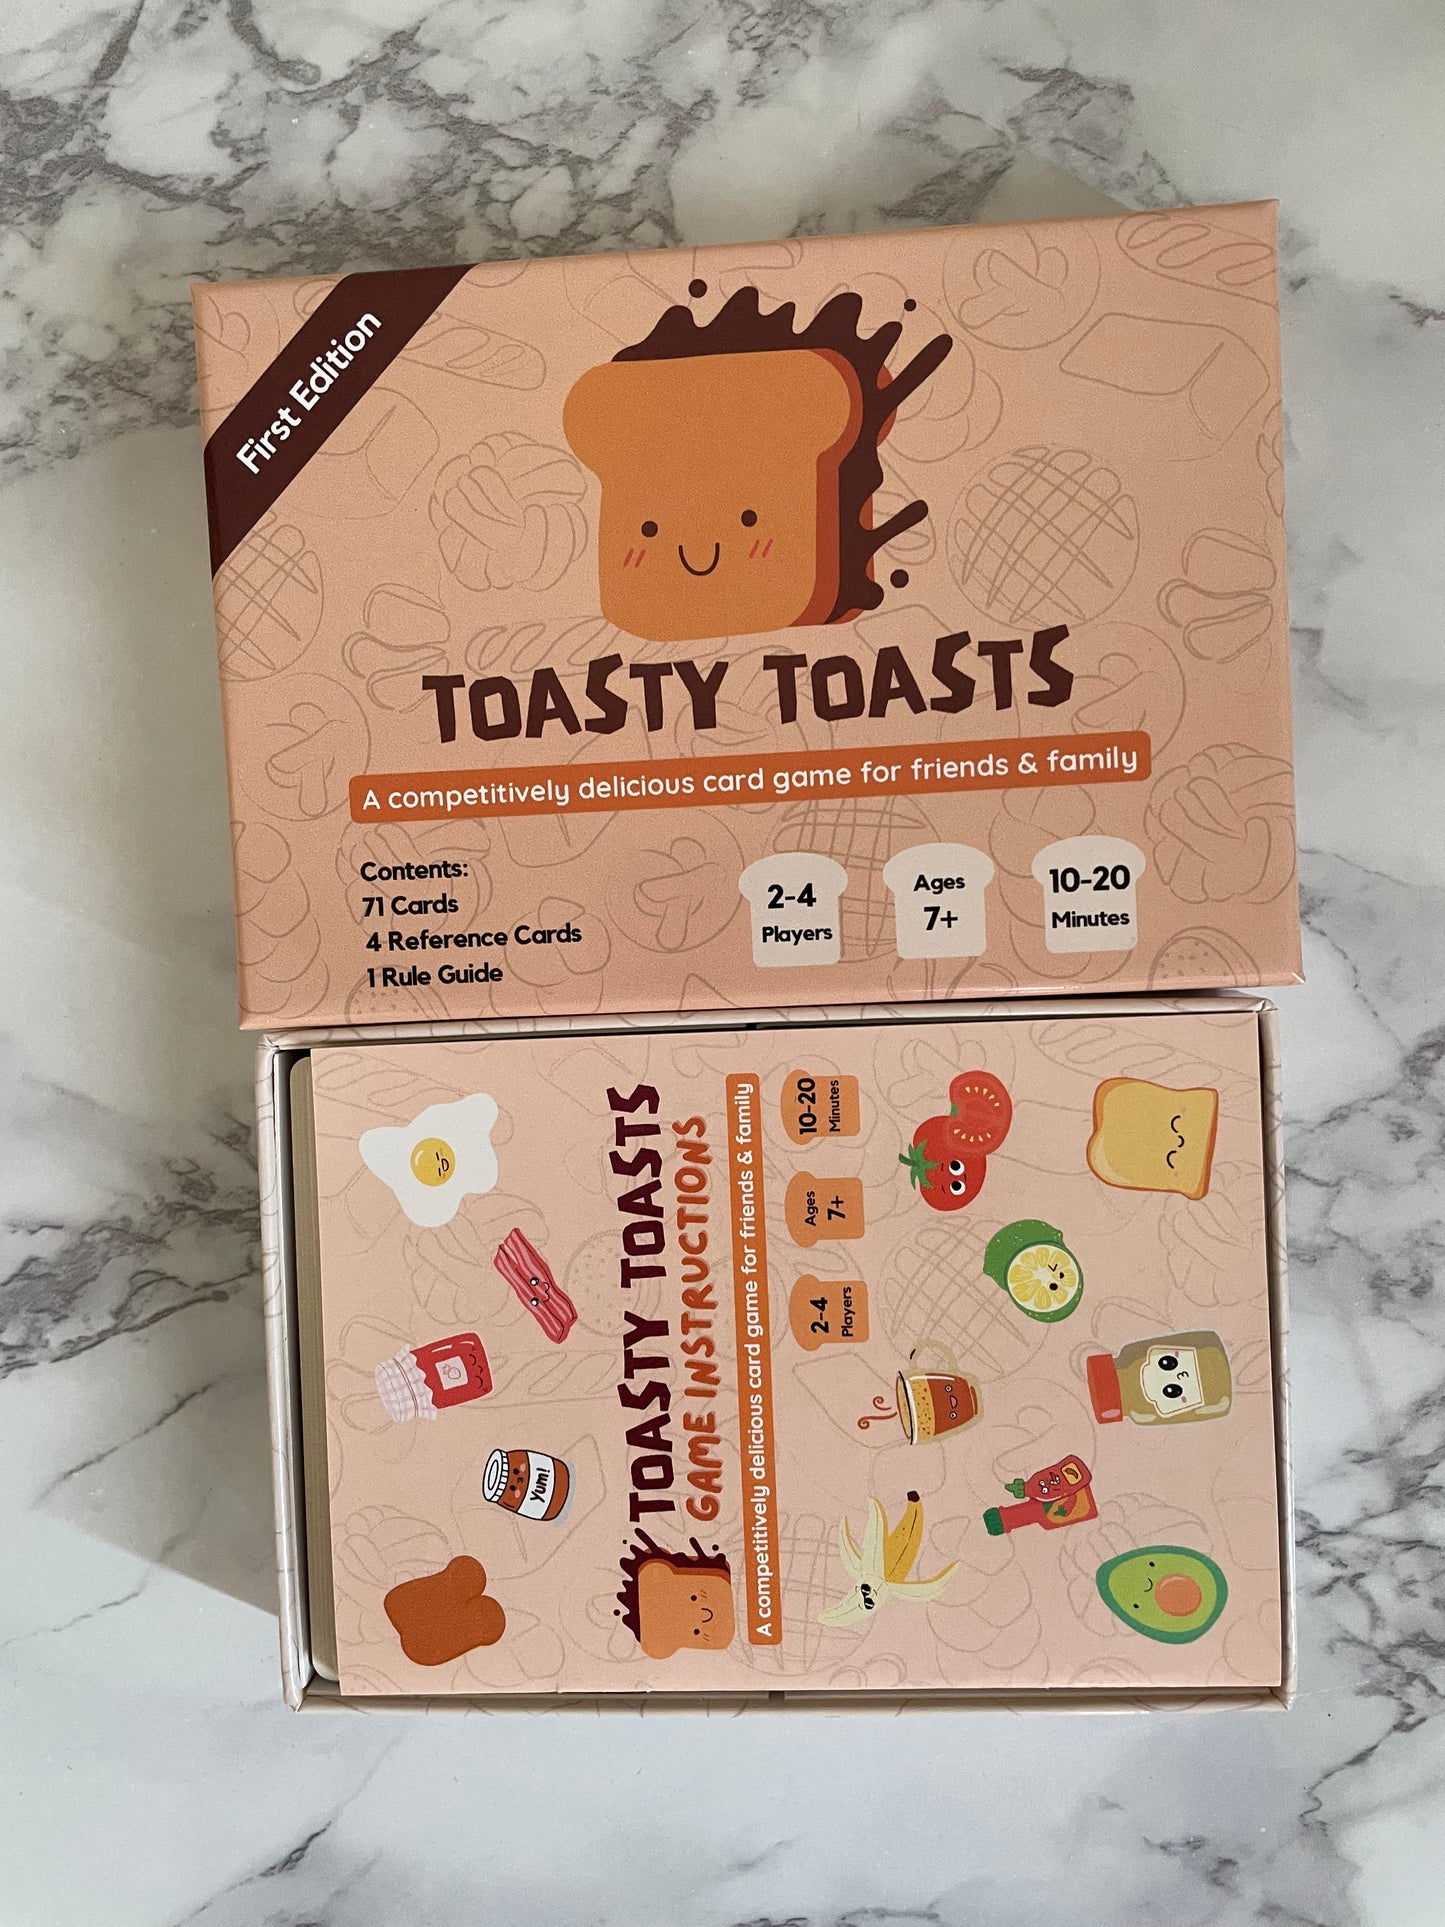 First Edition
TOASTY TOASTS
A competitively delicious card game for friends & family
Contents:
71 Cards
4 Reference Cards
1 Rule Guide
2-4
Players
Ages
7+
10-20
Minutes
TOASTY TOASTS
GAME INSTRUCTIONS
A competitively delicious card game for friends & family
2-4
Players
Ages
7+
10-20
Minutes
Yum!